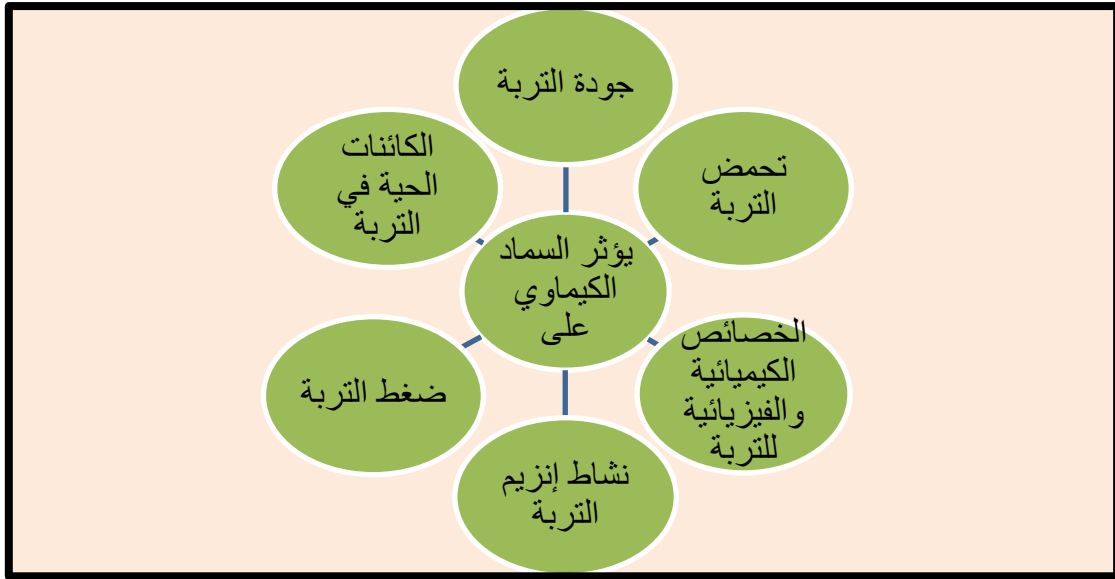 جودة التربة
تحمض
التربة
الخصائص
الكيميائية
والفيزيائية
للتربة
نشاط إنزيم
التربة
ضغط التربة
الكائنات
الحية في
التربة
يؤثر السماد
الكيماوي
على